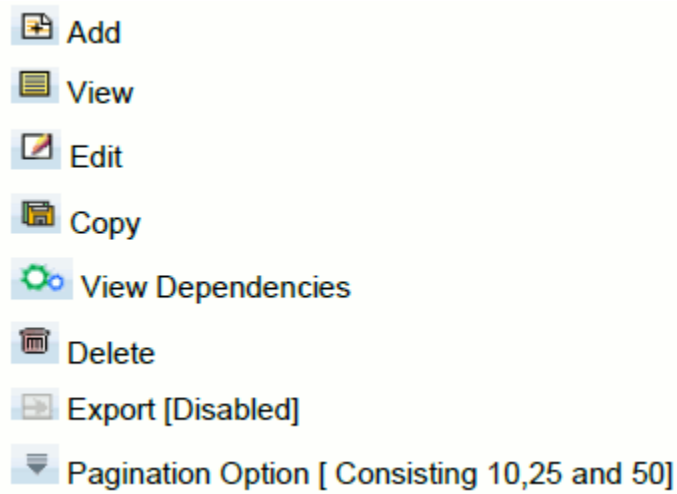 Add
View
Edit
Copy
View Dependencies
Delete
Export [Disabled]
Pagination Option [ Consisting 10,25 and 50]